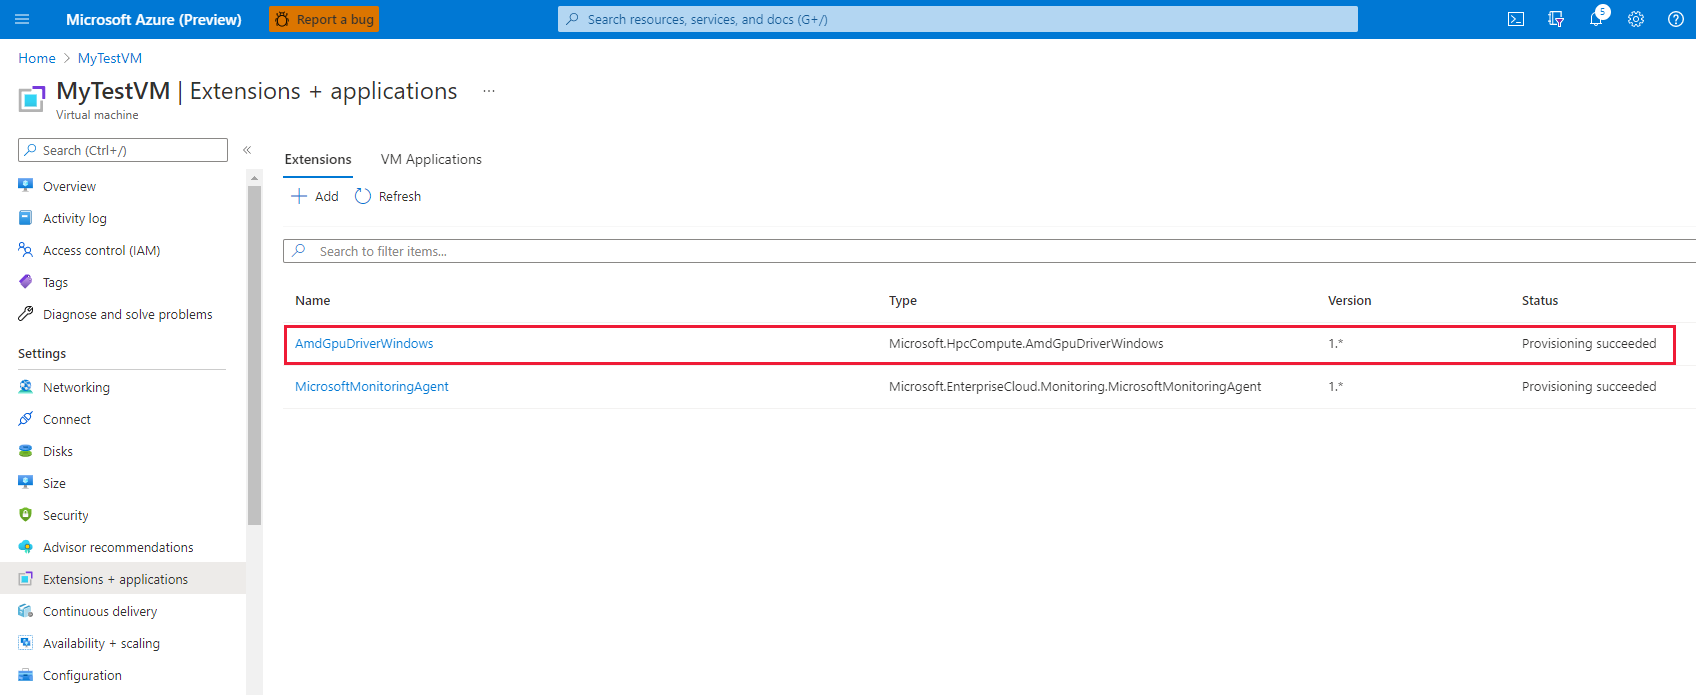 Microsoft Azure (Preview) Report a bug Search resources, services, and docs (G+/) 5
Home > MyTestVM
MyTestVM | Extensions + applications ...
Virtual machine
Search (Ctrl+/) «
Overview
Activity log
Access control (IAM)
Tags
Diagnose and solve problems
Settings
Networking
Connect
Disks
Size
Security
Advisor recommendations
Extensions + applications
Continuous delivery
Availability + scaling
Configuration
Extensions VM Applications
Add Refresh
Search to filter items...
Name Type Version Status
AmdGpuDriverWindows Microsoft.HpcCompute.AmdGpuDriverWindows 1.* Provisioning succeeded
MicrosoftMonitoringAgent Microsoft.EnterpriseCloud.Monitoring.MicrosoftMonitoringAgent 1.* Provisioning succeeded